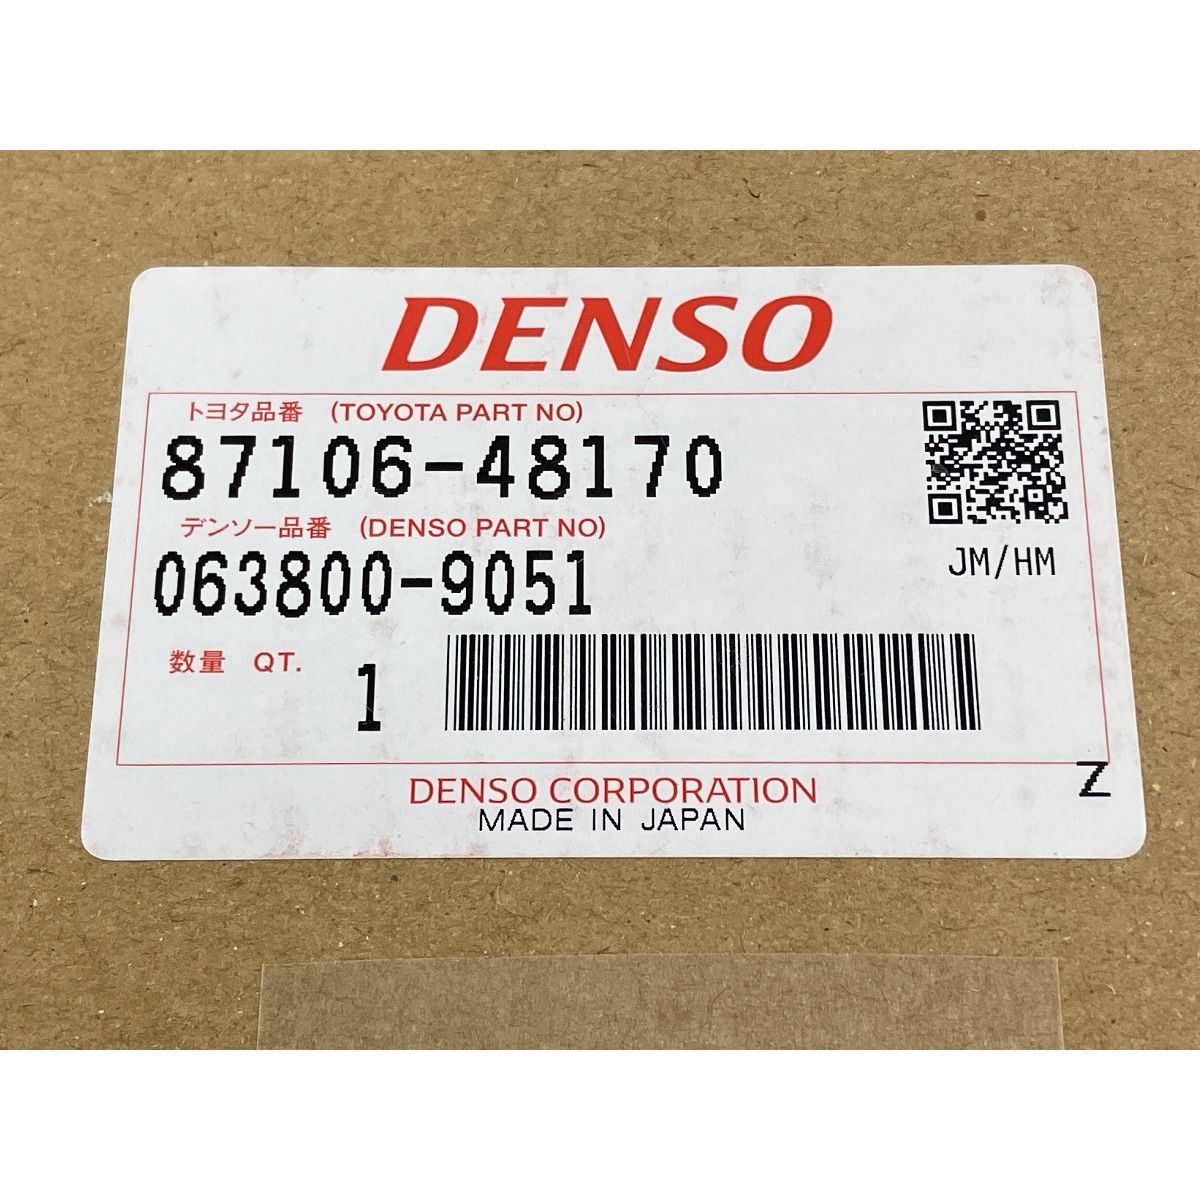 DENSO
トヨタ品番 (TOYOTA PART NO)
87106-48170
デンソー品番 (DENSO PART NO)
063800-9051
JM/HM
数量 QT. 1
Z
DENSO CORPORATION
MADE IN JAPAN